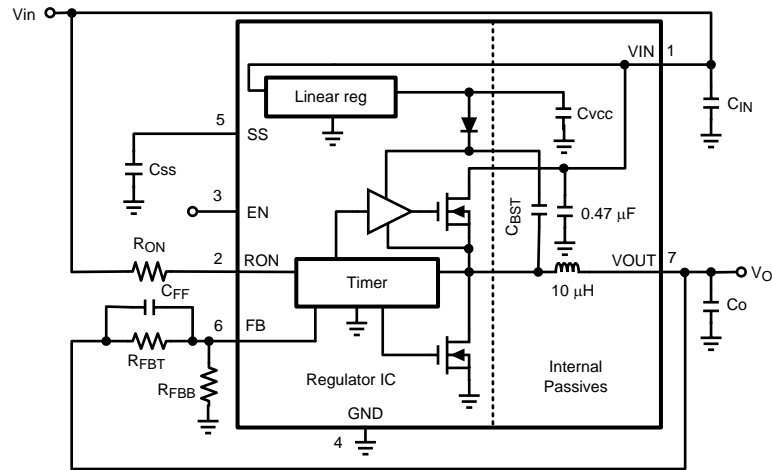 Vin
VIN 1
Linear reg
Cvcc
CIN
5
SS
Css
3
EN
CBST
0.47 µF
RON
2 RON
Timer
VOUT 7
VO
10 µH
CFF
Co
6 FB
RFBT
RFBB
Regulator IC
Internal
Passives
GND
4